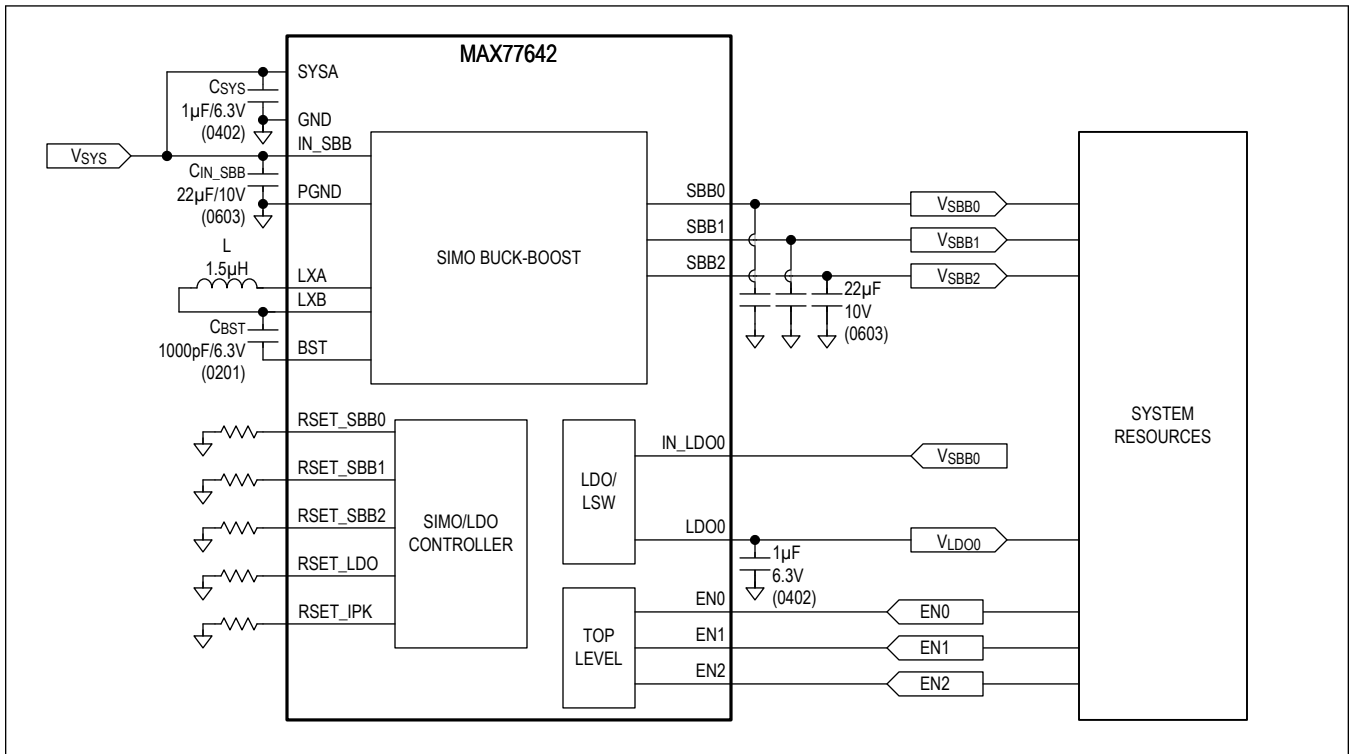 MAX77642
SYSA
CSYS
1µF/6.3V
(0402)
GND
VSYS
IN_SBB
CIN_SBB
22µF/10V
(0603)
PGND
L
1.5µH
LXA
LXB
CBST
1000pF/6.3V
(0201)
BST
SIMO BUCK-BOOST
SBB0
SBB1
SBB2
VSBB0
VSBB1
VSBB2
22µF
10V
(0603)
RSET_SBB0
RSET_SBB1
RSET_SBB2
RSET_LDO
RSET_IPK
SIMO/LDO
CONTROLLER
LDO/
LSW
IN_LDO0
VSBB0
LDO0
VLDO0
1µF
6.3V
(0402)
TOP
LEVEL
EN0
EN1
EN2
EN0
EN1
EN2
SYSTEM
RESOURCES